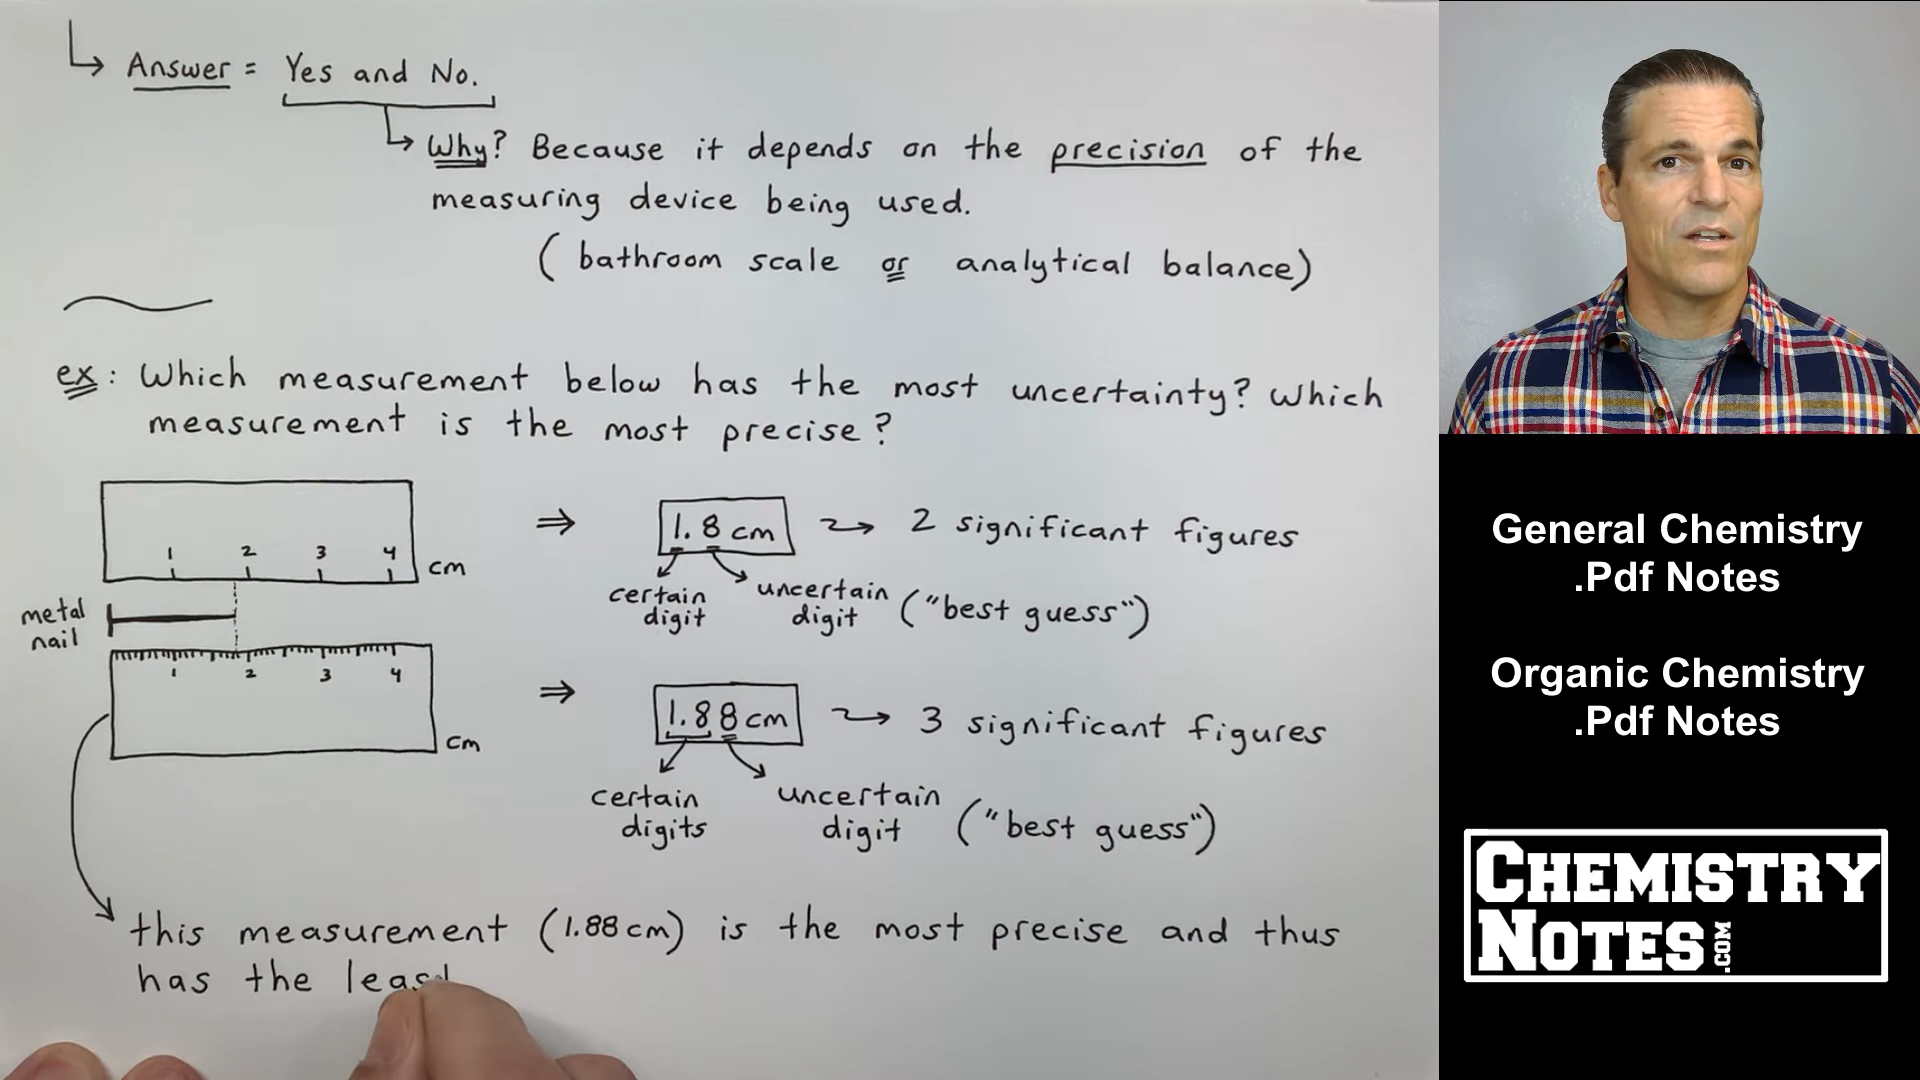 Answer = Yes and No.
Why? Because it depends on the precision of the
measuring device being used.
(bathroom scale or analytical balance)
ex: Which measurement below has the most uncertainty? Which
measurement is the most precise?
1 2 3 4
cm
⇒ 1.8 cm → 2 significant figures
certain
digit
uncertain
digit
("best guess")
metal
nail
1 2 3 4
cm
⇒ 1.88 cm → 3 significant figures
certain
digits
uncertain
digit
("best guess")
this measurement (1.88 cm) is the most precise and thus
has the least
General Chemistry
.Pdf Notes
Organic Chemistry
.Pdf Notes
CHEMISTRY
NOTES.COM